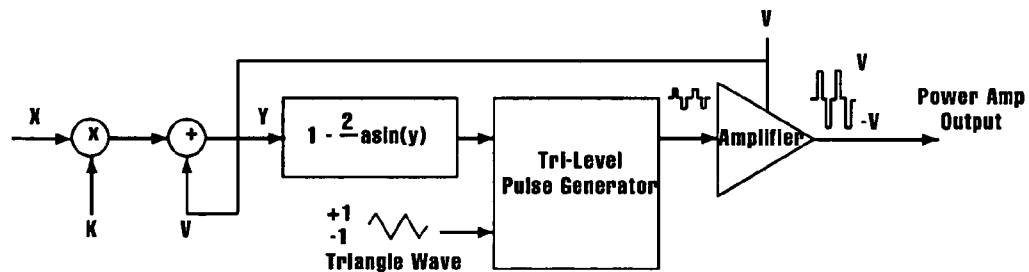 V
V
-V
Power Amp
Output
X
x
+
Y
1 - 2/ asin(y)
Tri-Level
Pulse Generator
Amplifier
K
V
+1
-1
Triangle Wave